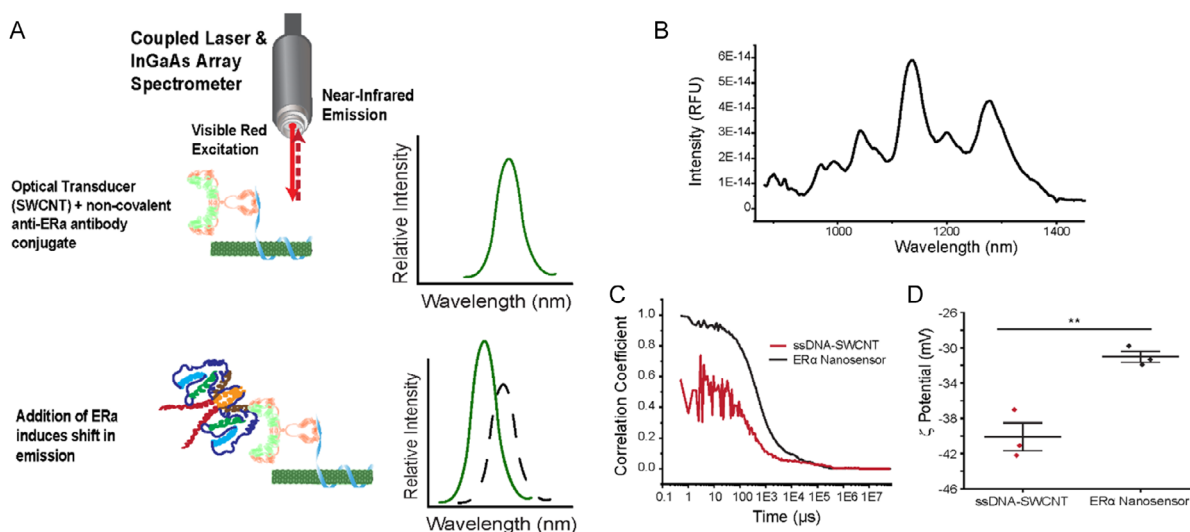 A
Coupled Laser &
InGaAs Array
Spectrometer
Near-Infrared
Emission
Visible Red
Excitation
Optical Transducer
(SWCNT) + non-covalent
anti-ERa antibody
conjugate
Relative Intensity
Wavelength (nm)
Addition of ERa
induces shift in
emission
Relative Intensity
Wavelength (nm)
B
Intensity (RFU)
6E-14
5E-14
4E-14
3E-14
2E-14
1E-14
0
1000
1200
1400
Wavelength (nm)
C
Correlation Coefficient
1.0
0.8
0.6
0.4
0.2
0.0
ssDNA-SWCNT
ERα Nanosensor
0.1
1
10
100
1E3
1E4
1E5
1E6
1E7
Time (µs)
D
ζ Potential (mV)
-26
-30
-34
-38
-42
-46
**
ssDNA-SWCNT
ERα Nanosensor